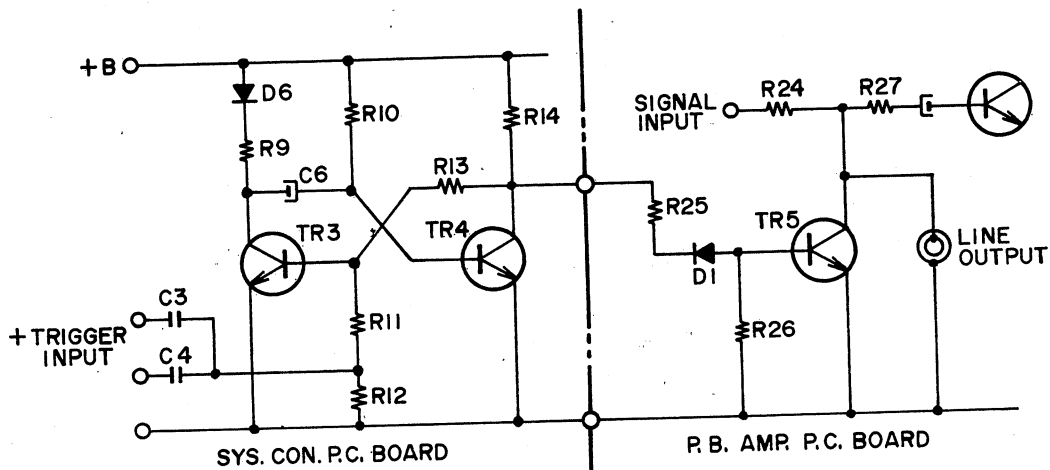 +B
D6
R10
R14
R9
C6
R13
TR3
TR4
C3
+ TRIGGER
INPUT
C4
R11
R12
SYS. CON. P.C. BOARD
SIGNAL
INPUT
R24
R27
R25
D1
TR5
R26
LINE
OUTPUT
P. B. AMP. P.C. BOARD